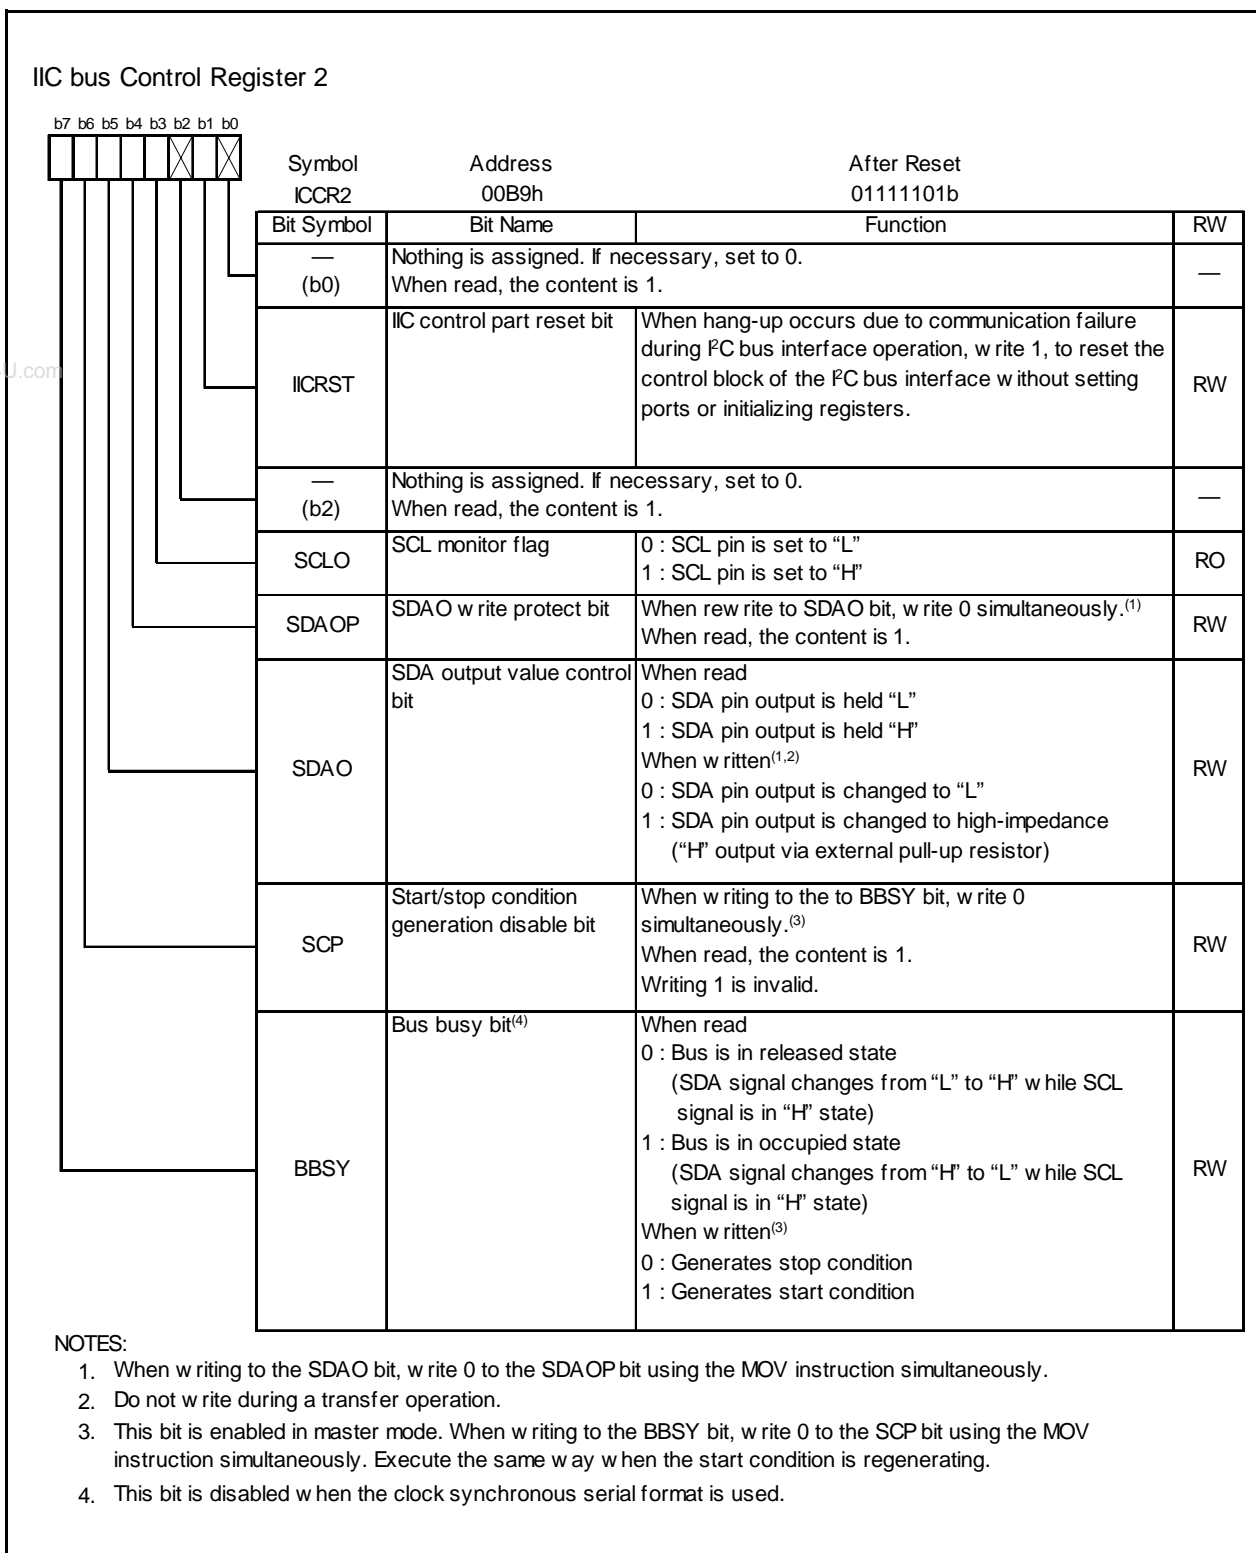 IIC bus Control Register 2
b7 b6 b5 b4 b3 b2 b1 b0
Symbol Address After Reset
ICCR2 00B9h 01111101b
Bit Symbol Bit Name Function RW
— Nothing is assigned. If necessary, set to 0.
(b0) When read, the content is 1. —
IIC control part reset bit When hang-up occurs due to communication failure
during I²C bus interface operation, write 1, to reset the
U.com
IICRST control block of the I²C bus interface without setting RW
ports or initializing registers.
— Nothing is assigned. If necessary, set to 0.
(b2) When read, the content is 1. —
SCLO SCL monitor flag 0 : SCL pin is set to “L” RO
1 : SCL pin is set to “H”
SDAOP SDAO write protect bit When rewrite to SDAO bit, write 0 simultaneously.(1) RW
When read, the content is 1.
SDA output value control When read
bit 0 : SDA pin output is held “L”
1 : SDA pin output is held “H”
When written(1,2)
SDAO 0 : SDA pin output is changed to “L” RW
1 : SDA pin output is changed to high-impedance
(“H” output via external pull-up resistor)
Start/stop condition When writing to the to BBSY bit, write 0
generation disable bit simultaneously.(3)
SCP When read, the content is 1. RW
Writing 1 is invalid.
Bus busy bit(4) When read
0 : Bus is in released state
(SDA signal changes from “L” to “H” while SCL
signal is in “H” state)
1 : Bus is in occupied state
BBSY (SDA signal changes from “H” to “L” while SCL RW
signal is in “H” state)
When written(3)
0 : Generates stop condition
1 : Generates start condition
NOTES:
1. When writing to the SDAO bit, write 0 to the SDAOP bit using the MOV instruction simultaneously.
2. Do not write during a transfer operation.
3. This bit is enabled in master mode. When writing to the BBSY bit, write 0 to the SCP bit using the MOV
instruction simultaneously. Execute the same way when the start condition is regenerating.
4. This bit is disabled when the clock synchronous serial format is used.